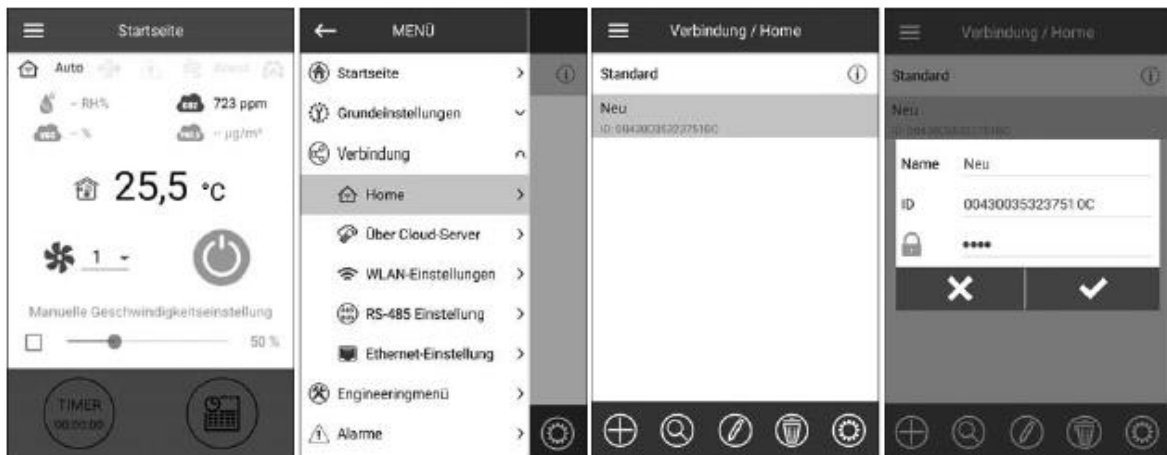 Startseite
Auto
-- RH%
723 ppm
-- %
-- µg/m³
25,5 °C
1
Manuelle Geschwindigkeitseinstellung
50 %
TIMER
00:00:00
MENÜ
Startseite
Grundeinstellungen
Verbindung
Home
Über Cloud-Server
WLAN-Einstellungen
RS-485 Einstellung
Ethernet-Einstellung
Engineeringmenü
Alarme
Verbindung / Home
Standard
Neu
Verbindung / Home
Standard
Neu
Name Neu
ID
••••